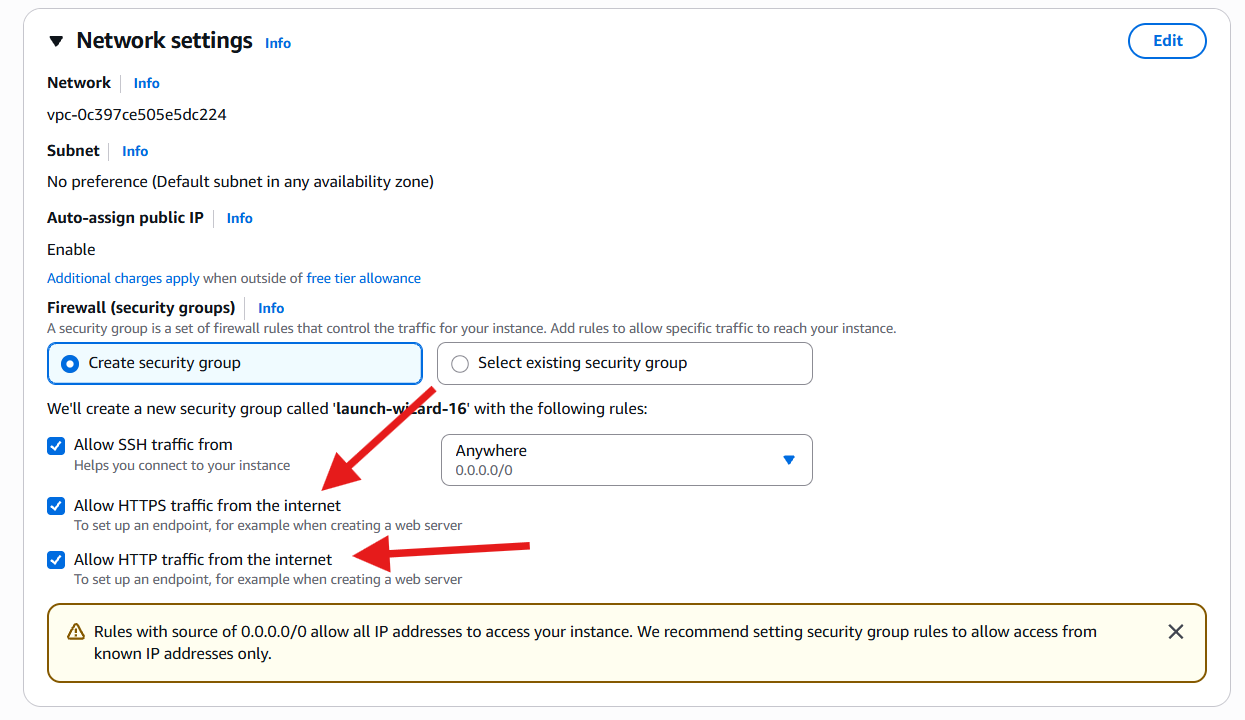 Network settings Info
Edit
Network Info
vpc-0c397ce505e5dc224
Subnet Info
No preference (Default subnet in any availability zone)
Auto-assign public IP Info
Enable
Additional charges apply when outside of free tier allowance
Firewall (security groups) Info
A security group is a set of firewall rules that control the traffic for your instance. Add rules to allow specific traffic to reach your instance.
Create security group
Select existing security group
We'll create a new security group called 'launch-wizard-16' with the following rules:
Allow SSH traffic from
Helps you connect to your instance
Anywhere
0.0.0.0/0
Allow HTTPS traffic from the internet
To set up an endpoint, for example when creating a web server
Allow HTTP traffic from the internet
To set up an endpoint, for example when creating a web server
Rules with source of 0.0.0.0/0 allow all IP addresses to access your instance. We recommend setting security group rules to allow access from
known IP addresses only.